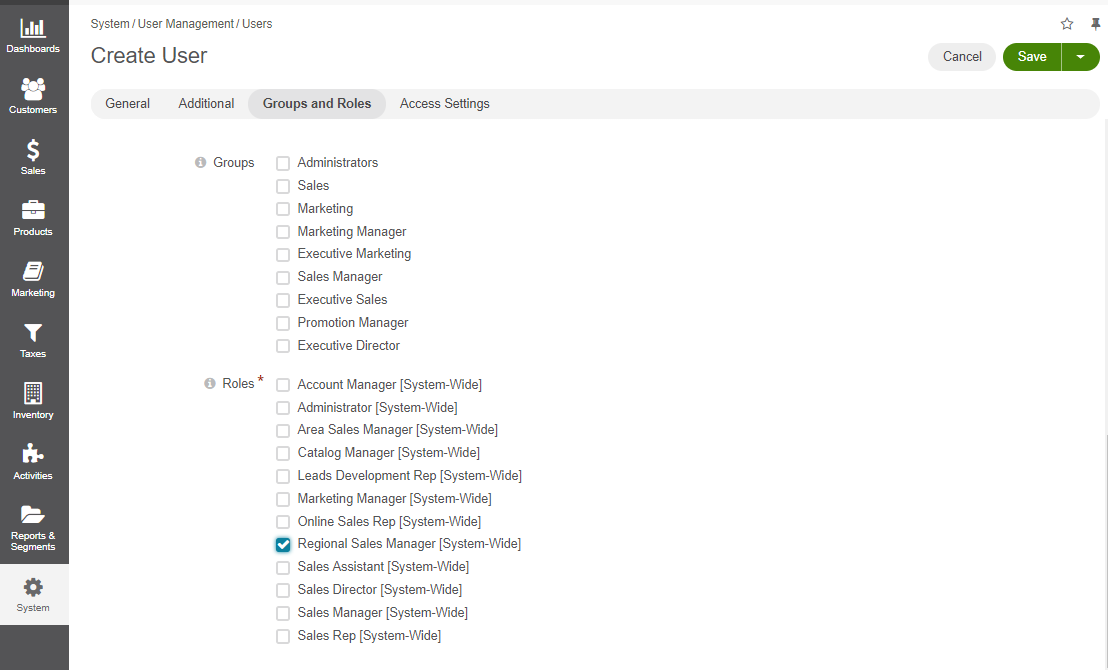 System / User Management / Users
Create User
Cancel
Save
General
Additional
Groups and Roles
Access Settings
Dashboards
Customers
Sales
Products
Marketing
Taxes
Inventory
Activities
Reports &
Segments
System
Groups
Administrators
Sales
Marketing
Marketing Manager
Executive Marketing
Sales Manager
Executive Sales
Promotion Manager
Executive Director
Roles *
Account Manager [System-Wide]
Administrator [System-Wide]
Area Sales Manager [System-Wide]
Catalog Manager [System-Wide]
Leads Development Rep [System-Wide]
Marketing Manager [System-Wide]
Online Sales Rep [System-Wide]
Regional Sales Manager [System-Wide]
Sales Assistant [System-Wide]
Sales Director [System-Wide]
Sales Manager [System-Wide]
Sales Rep [System-Wide]